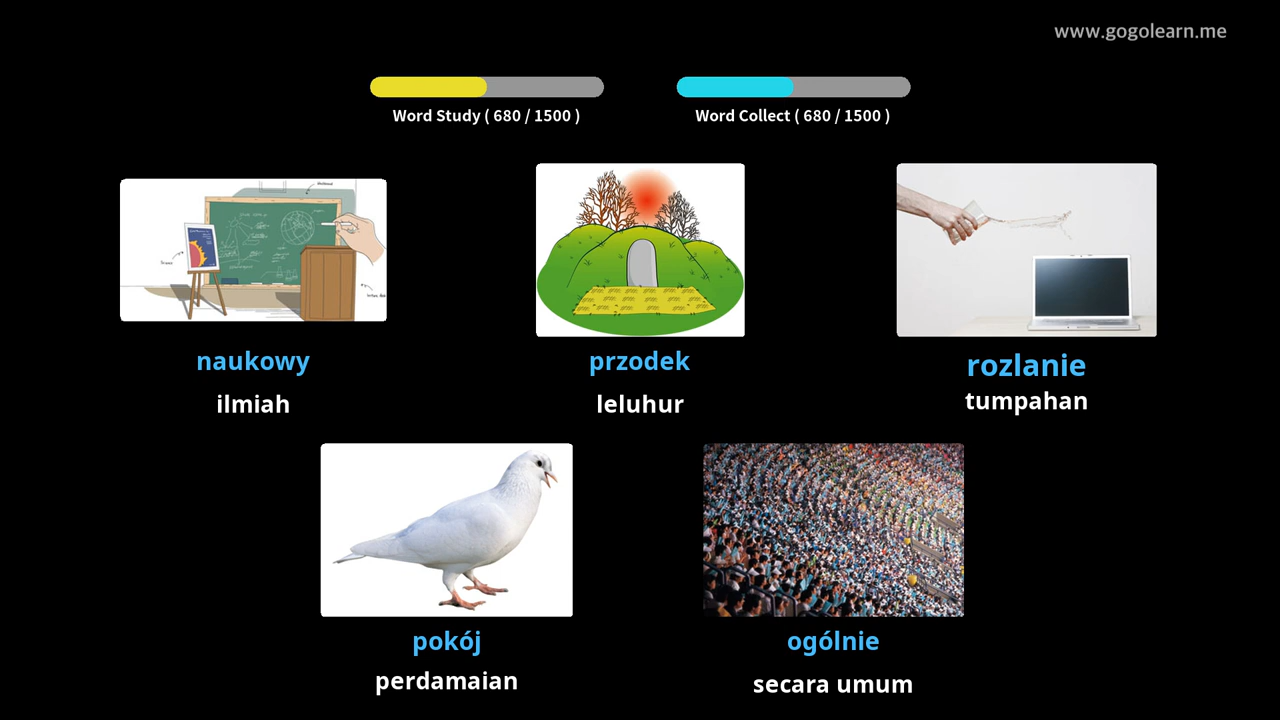 www.gogolearn.me
Word Study ( 680 / 1500 )
Word Collect ( 680 / 1500 )
naukowy
ilmiah
przodek
leluhur
rozlanie
tumpahan
pokój
perdamaian
ogólnie
secara umum